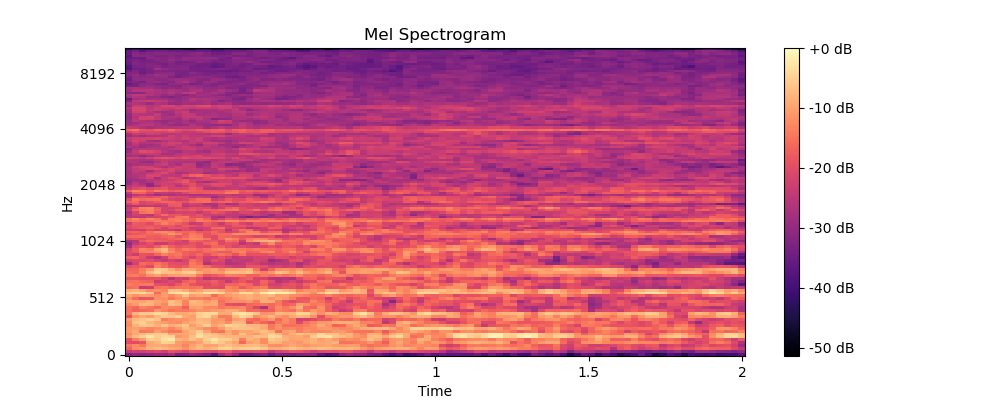 Mel Spectrogram
Hz
8192
4096
2048
1024
512
0
0 0.5 1 1.5 2
Time
+0 dB
-10 dB
-20 dB
-30 dB
-40 dB
-50 dB